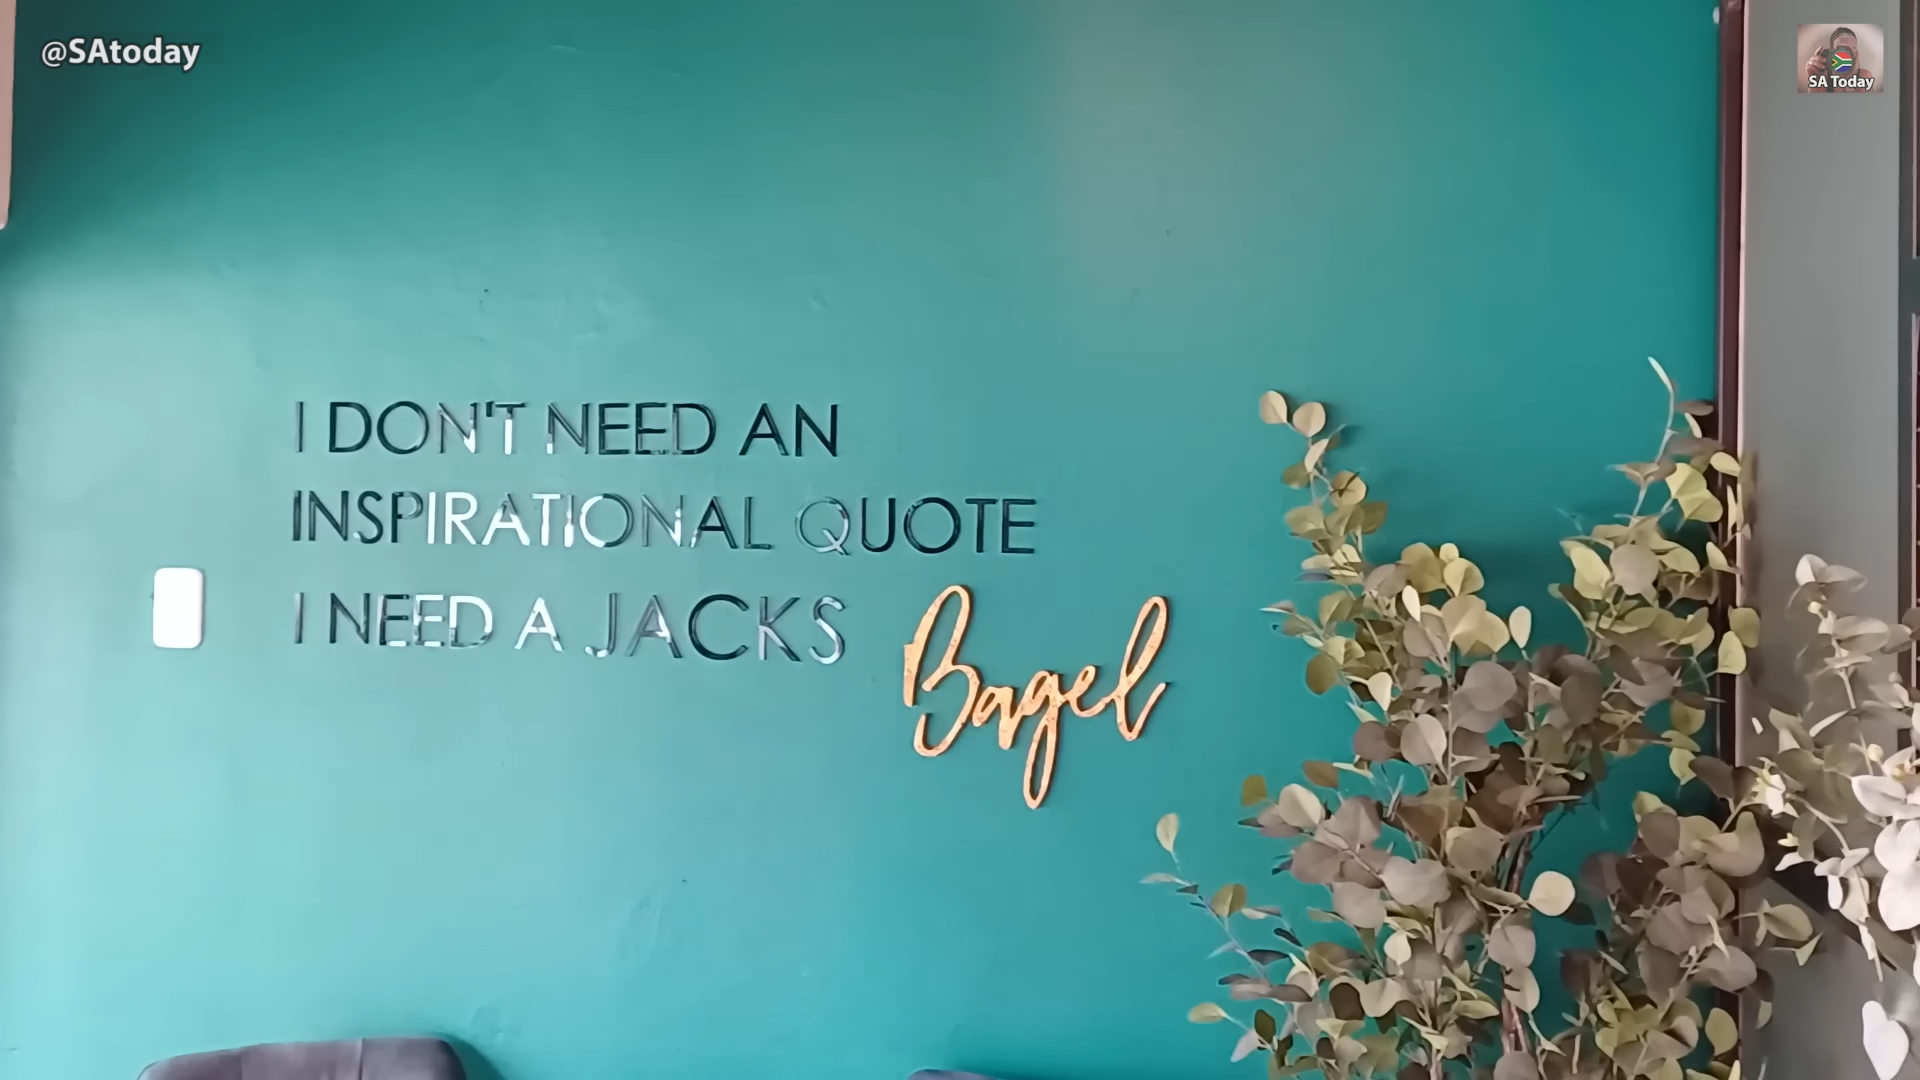 @SAtoday
SA Today
I DON'T NEED AN
INSPIRATIONAL QUOTE
I NEED A JACKS
Bagel